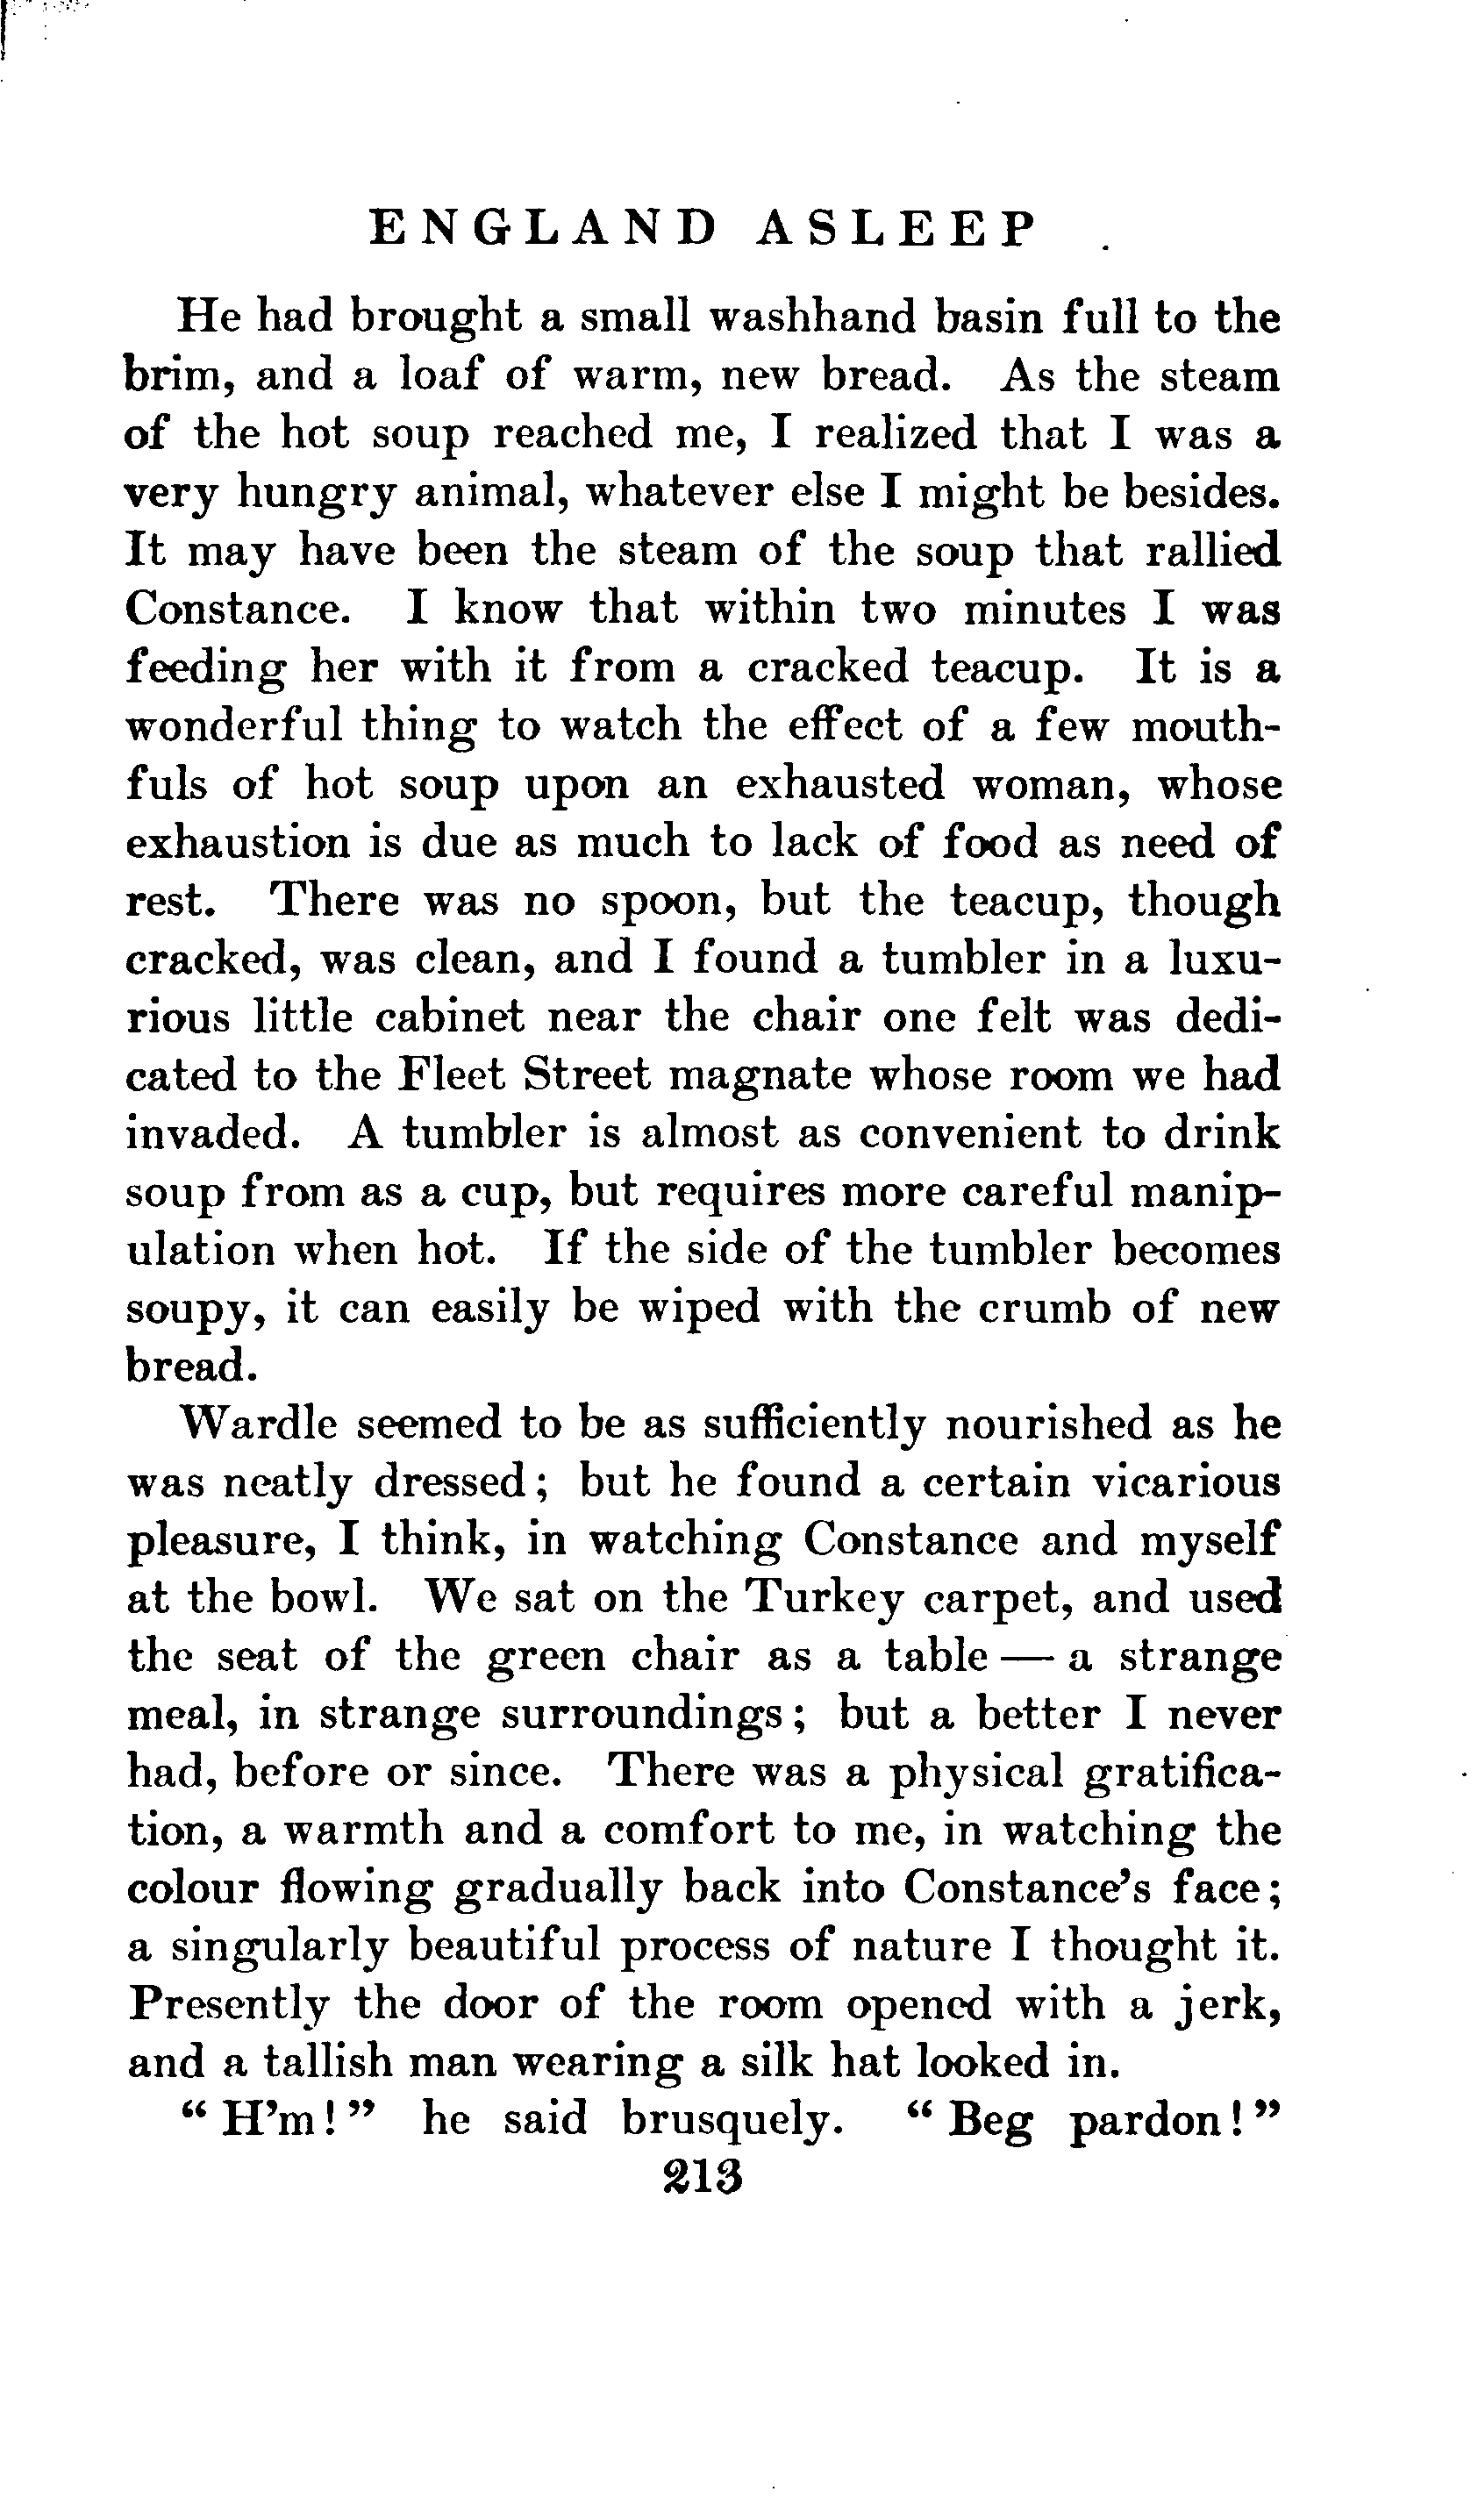 ENGLAND ASLEEP
He had brought a small washhand basin full to the
brim, and a loaf of warm, new bread. As the steam
of the hot soup reached me, I realized that I was a
very hungry animal, whatever else I might be besides.
It may have been the steam of the soup that rallied
Constance. I know that within two minutes I was
feeding her with it from a cracked teacup. It is a
wonderful thing to watch the effect of a few mouth-
fuls of hot soup upon an exhausted woman, whose
exhaustion is due as much to lack of food as need of
rest. There was no spoon, but the teacup, though
cracked, was clean, and I found a tumbler in a luxu-
rious little cabinet near the chair one felt was dedi-
cated to the Fleet Street magnate whose room we had
invaded. A tumbler is almost as convenient to drink
soup from as a cup, but requires more careful manip-
ulation when hot. If the side of the tumbler becomes
soupy, it can easily be wiped with the crumb of new
bread.
Wardle seemed to be as sufficiently nourished as he
was neatly dressed; but he found a certain vicarious
pleasure, I think, in watching Constance and myself
at the bowl. We sat on the Turkey carpet, and used
the seat of the green chair as a table — a strange
meal, in strange surroundings; but a better I never
had, before or since. There was a physical gratifica-
tion, a warmth and a comfort to me, in watching the
colour flowing gradually back into Constance's face;
a singularly beautiful process of nature I thought it.
Presently the door of the room opened with a jerk,
and a tallish man wearing a silk hat looked in.
"H'm!" he said brusquely. "Beg pardon!"
213